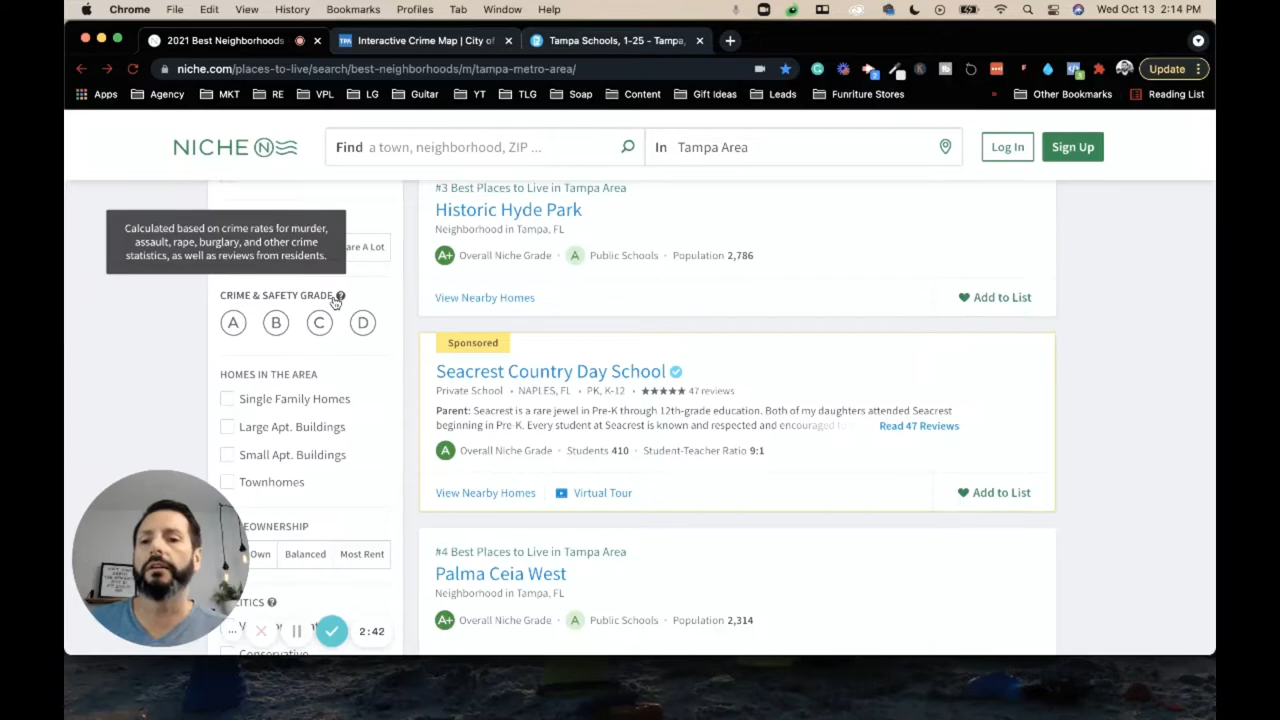 Chrome File Edit View History Bookmarks Profiles Tab Window Help Wed Oct 13 2:14 PM
2021 Best Neighborhoods Interactive Crime Map | City of Tampa Schools, 1-25 - Tampa,
niche.com/places-to-live/search/best-neighborhoods/m/tampa-metro-area/ Update
Apps Agency MKT RE VPL LG Guitar YT TLG Soap Content Gift Ideas Leads Funriture Stores » Other Bookmarks Reading List
NICHE N Find a town, neighborhood, ZIP ... In Tampa Area Log In Sign Up
Calculated based on crime rates for murder,
assault, rape, burglary, and other crime
statistics, as well as reviews from residents.
are A Lot
CRIME & SAFETY GRADE ?
A B C D
HOMES IN THE AREA
Single Family Homes
Large Apt. Buildings
Small Apt. Buildings
Townhomes
EOWNERSHIP
Own Balanced Most Rent
ITICS ?
Conservative
2:42
#3 Best Places to Live in Tampa Area
Historic Hyde Park
Neighborhood in Tampa, FL
A+ Overall Niche Grade · A Public Schools · Population 2,786
View Nearby Homes Add to List
Sponsored
Seacrest Country Day School
Private School • NAPLES, FL • PK, K-12 • ★★★★★ 47 reviews
Parent: Seacrest is a rare jewel in Pre-K through 12th-grade education. Both of my daughters attended Seacrest
beginning in Pre-K. Every student at Seacrest is known and respected and encouraged to Read 47 Reviews
A Overall Niche Grade · Students 410 · Student-Teacher Ratio 9:1
View Nearby Homes Virtual Tour Add to List
#4 Best Places to Live in Tampa Area
Palma Ceia West
Neighborhood in Tampa, FL
A+ Overall Niche Grade · A Public Schools · Population 2,314